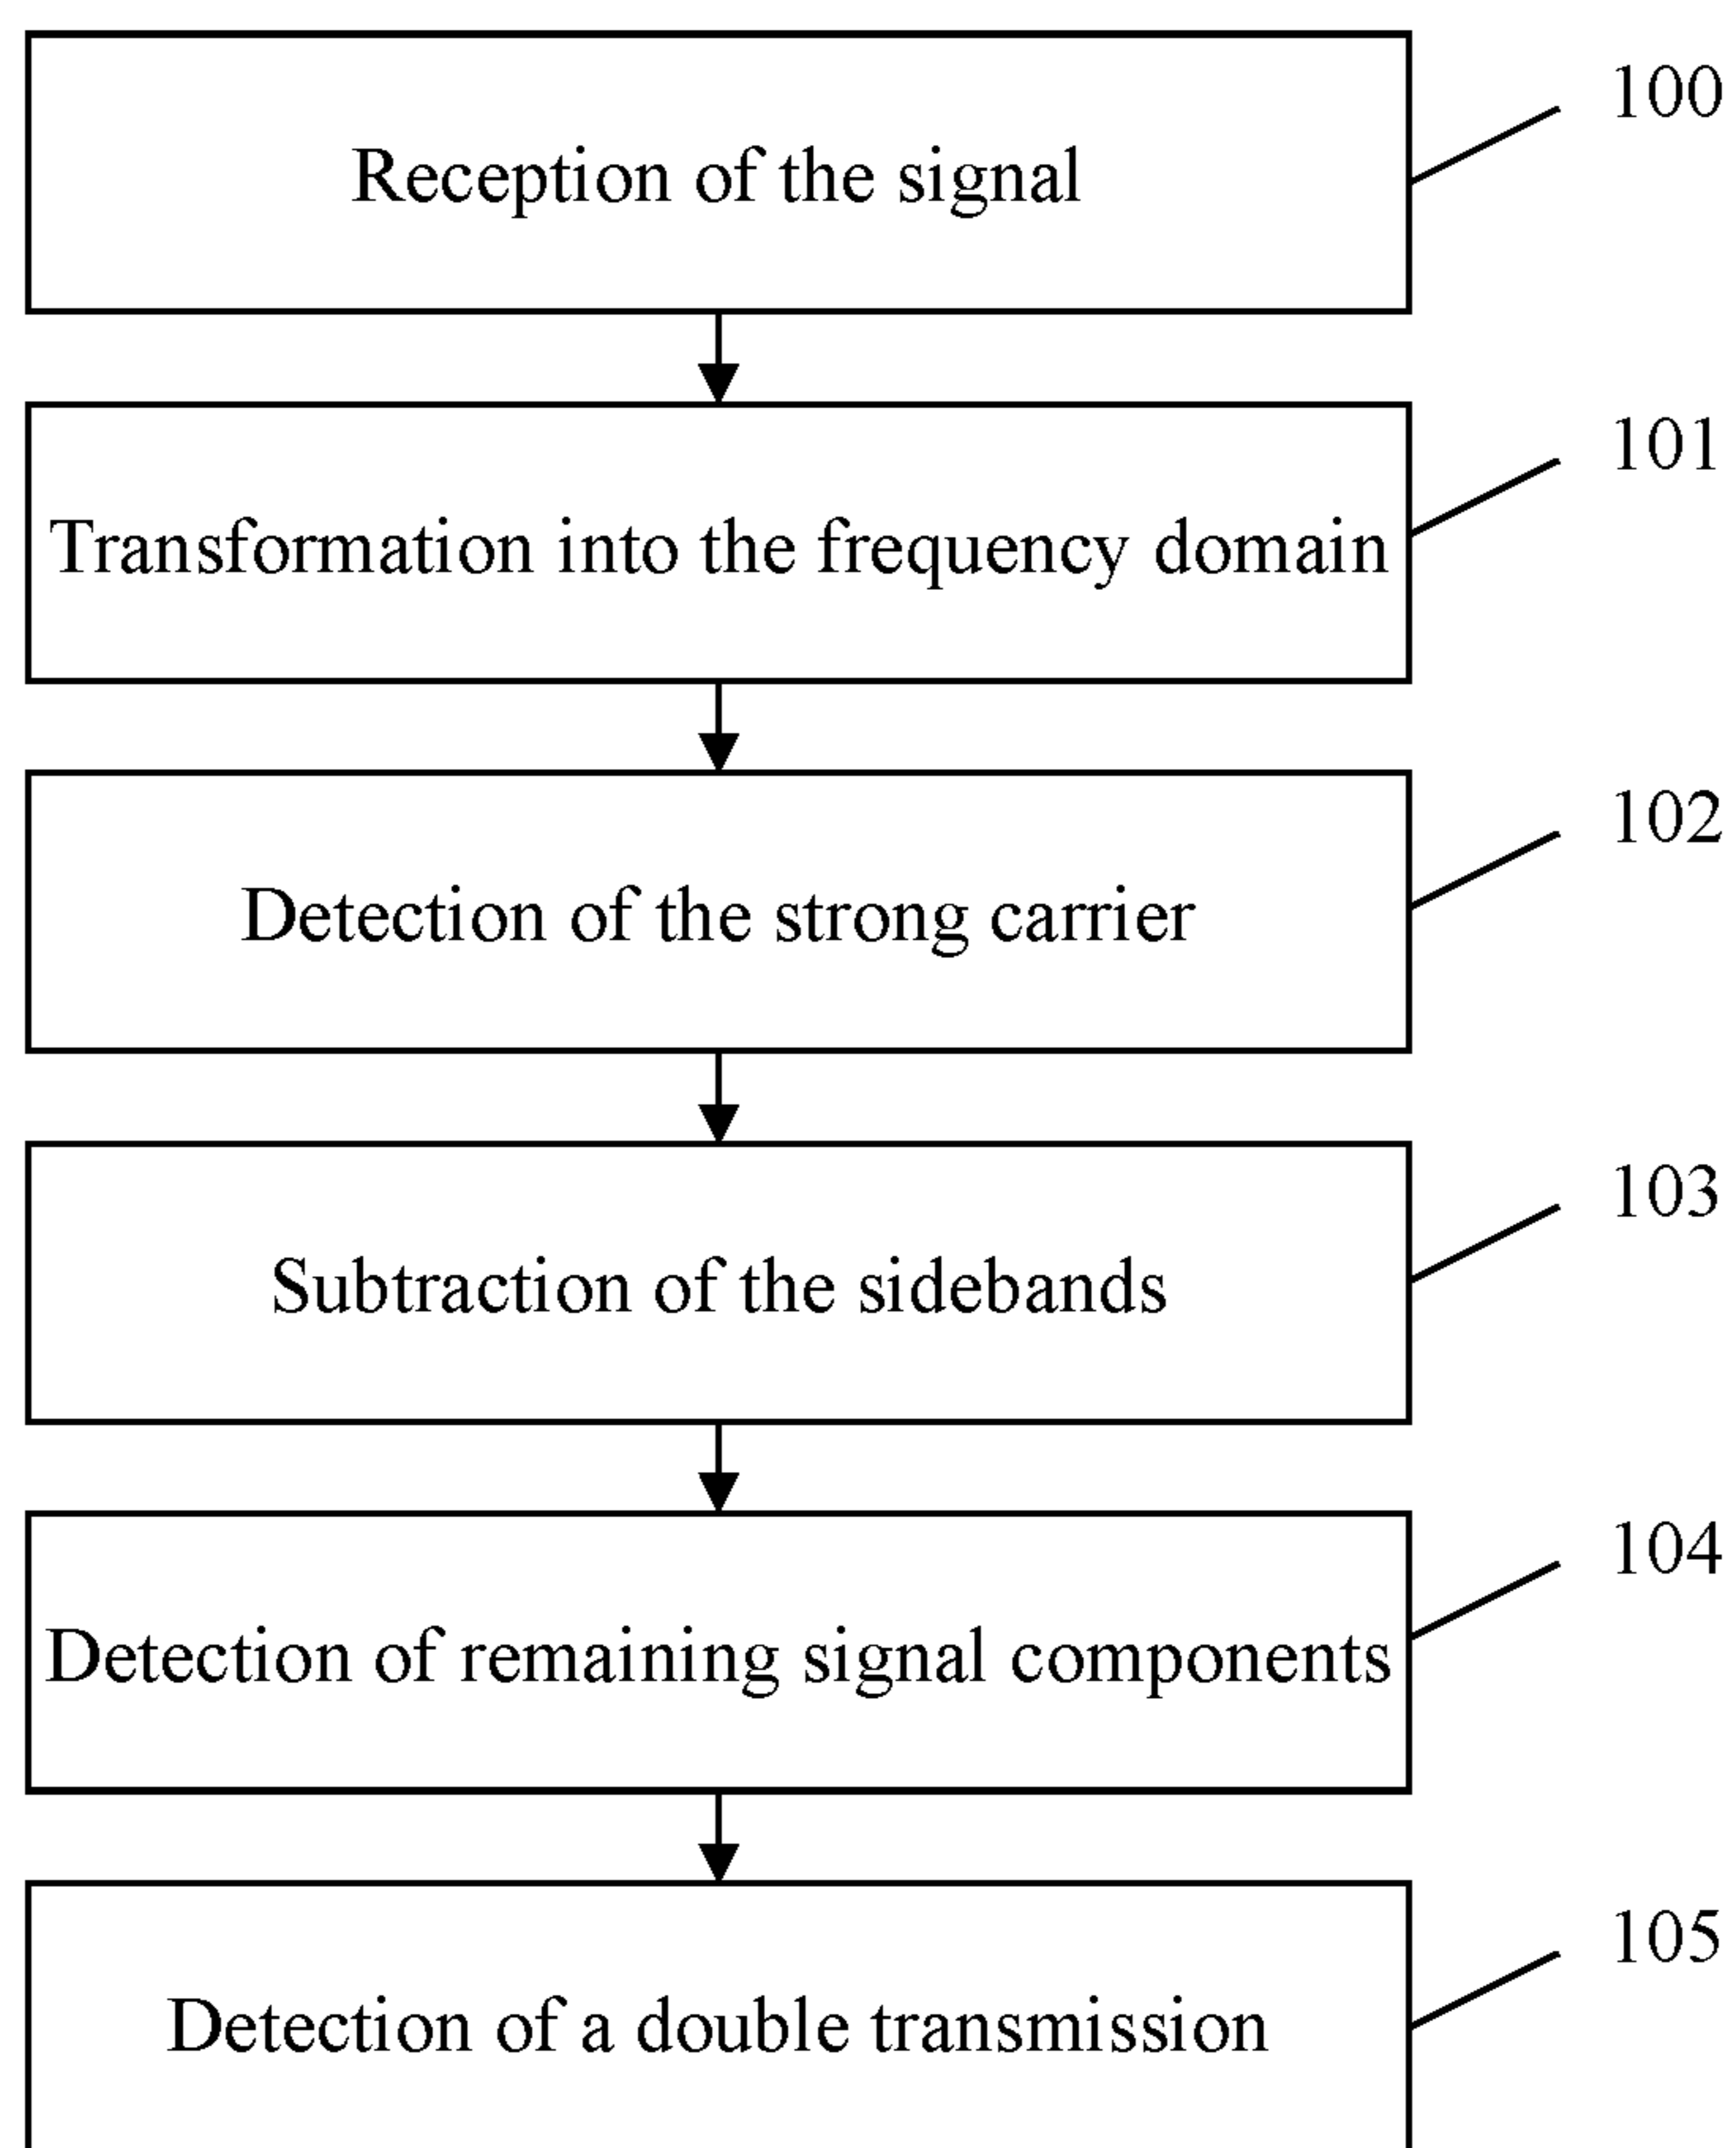 100
Reception of the signal
101
Transformation into the frequency domain
102
Detection of the strong carrier
103
Subtraction of the sidebands
104
Detection of remaining signal components
105
Detection of a double transmission